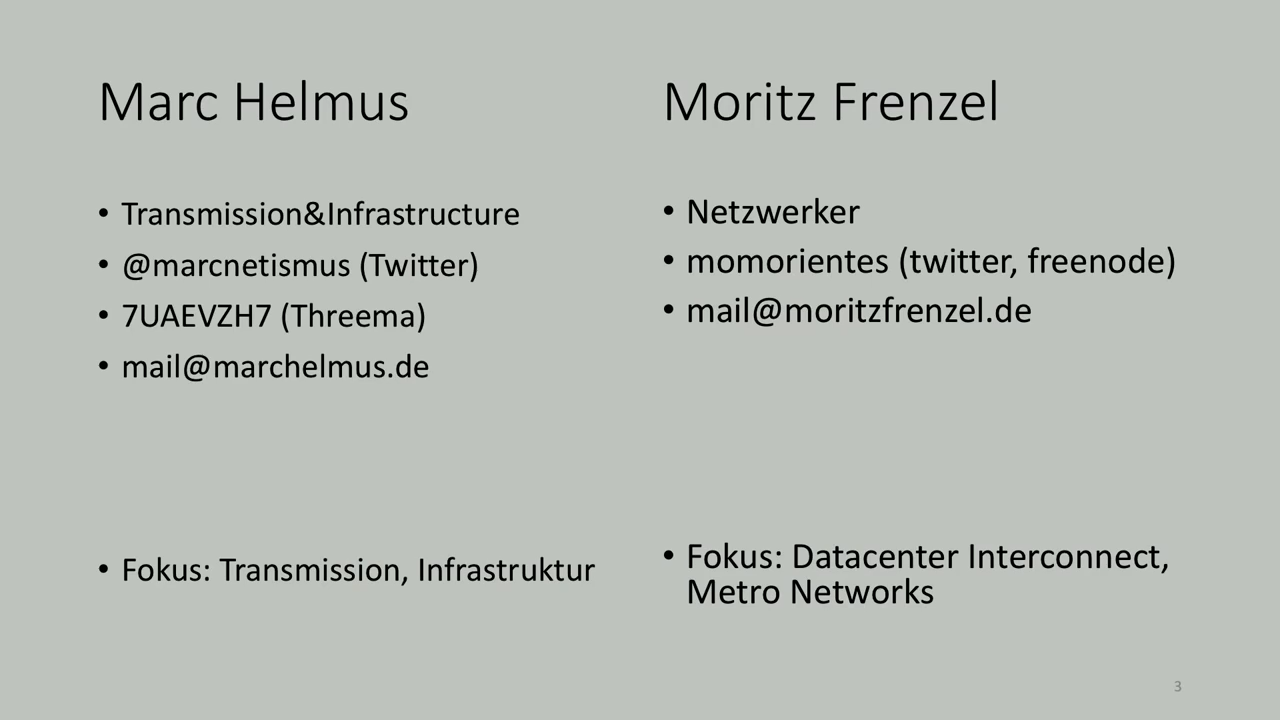 Marc Helmus
• Transmission&Infrastructure
• @marcnetismus (Twitter)
• 7UAEVZH7 (Threema)
• mail@marchelmus.de
• Fokus: Transmission, Infrastruktur
Moritz Frenzel
• Netzwerker
• momorientes (twitter, freenode)
• mail@moritzfrenzel.de
• Fokus: Datacenter Interconnect,
Metro Networks
3